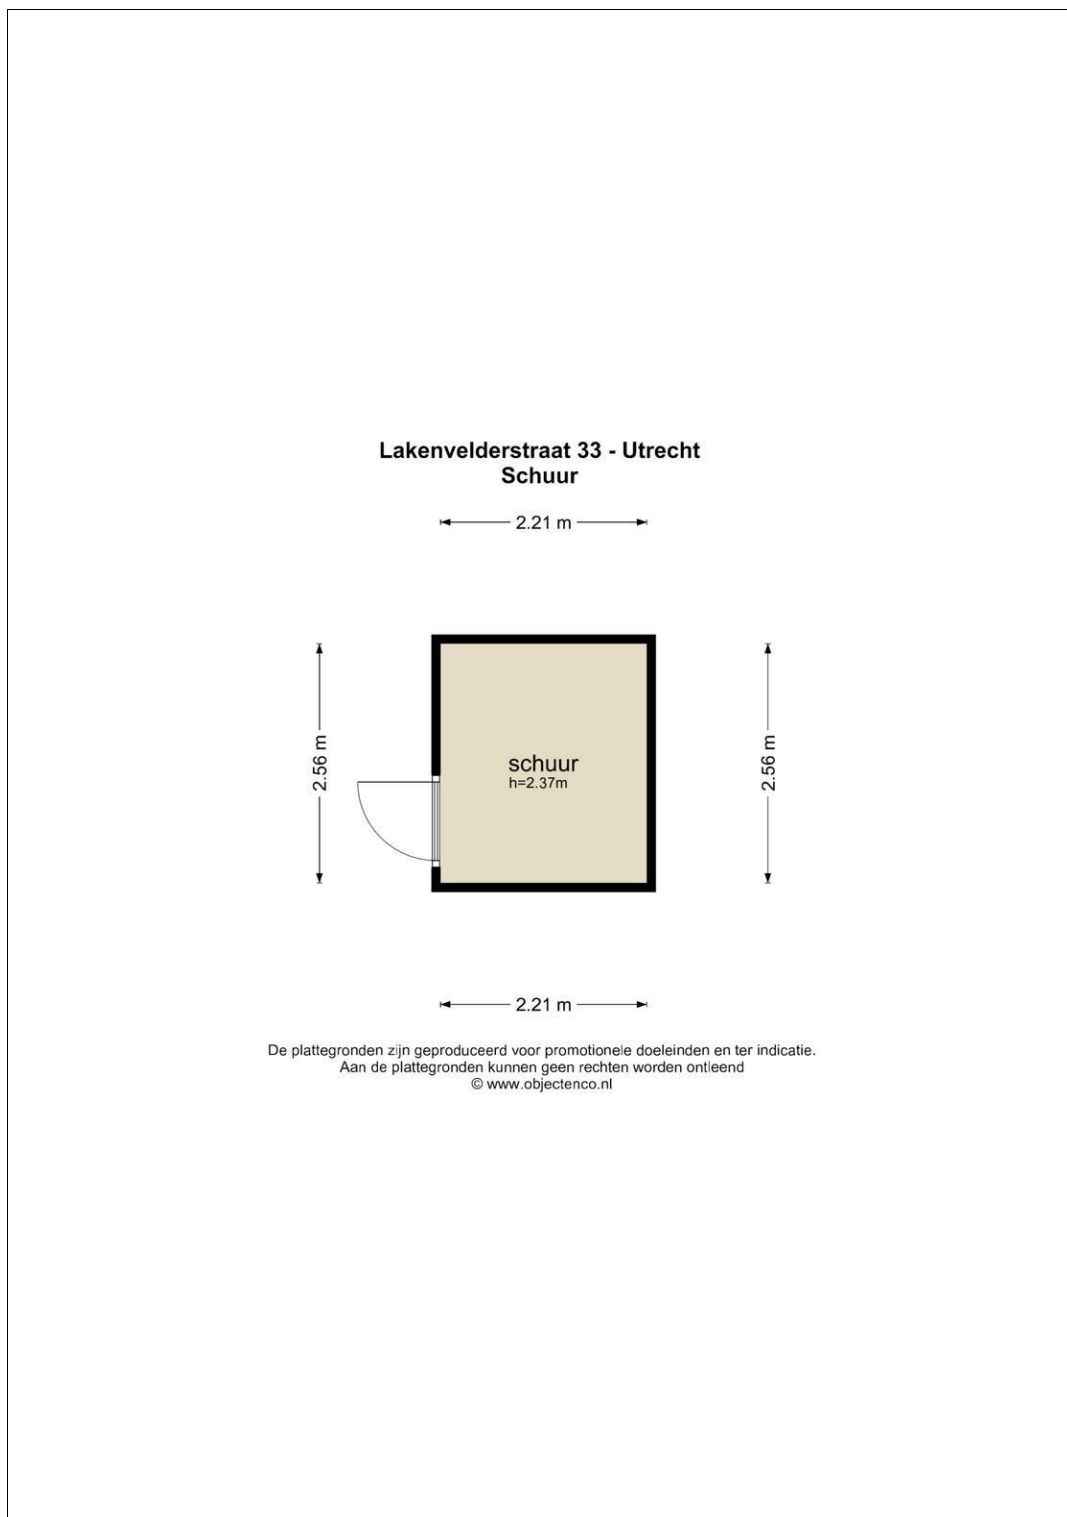 Lakenvelderstraat 33 - Utrecht
Schuur
2.21 m
2.56 m
schuur
h=2.37m
2.56 m
2.21 m
De plattegronden zijn geproduceerd voor promotionele doeleinden en ter indicatie.
Aan de plattegronden kunnen geen rechten worden ontleend
© www.objectenco.nl